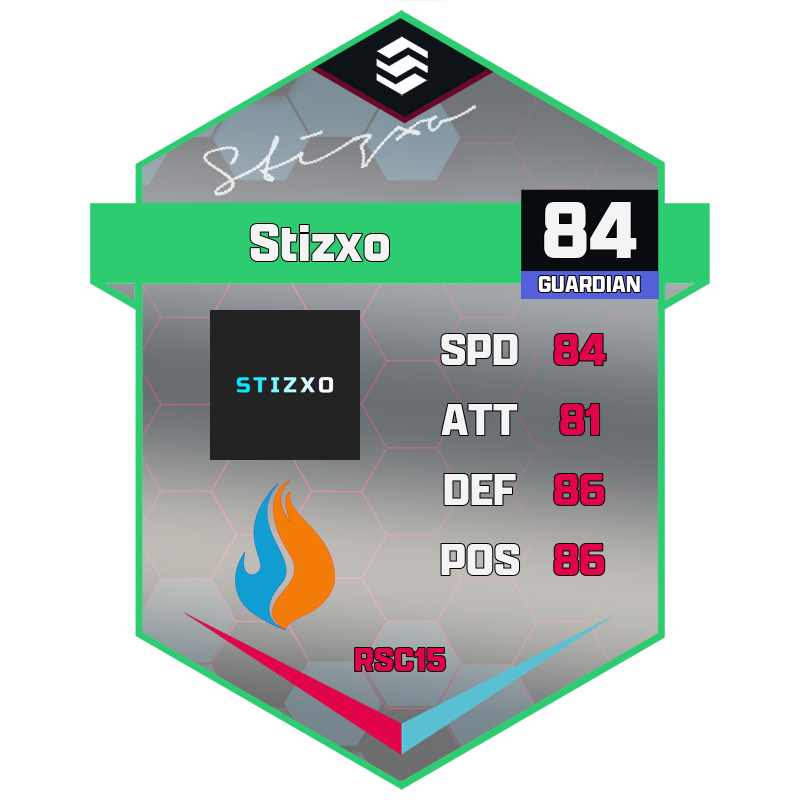 Stizxo
Stizxo
84
GUARDIAN
STIZXO
SPD 84
ATT 81
DEF 86
POS 86
RSC15